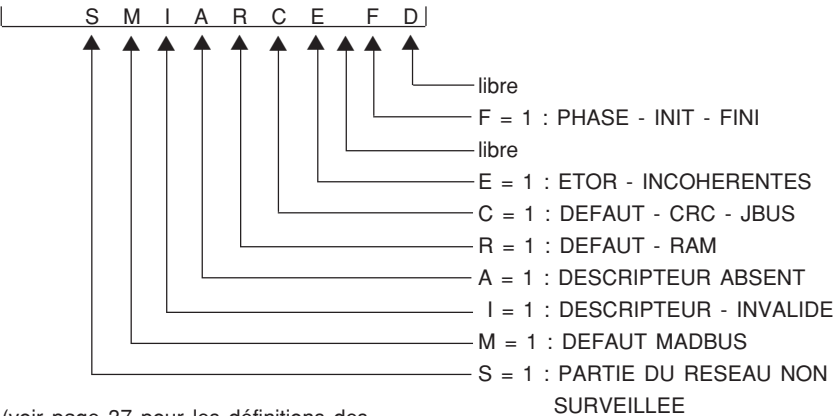 S M I A R C E F D
libre
F = 1 : PHASE - INIT - FINI
libre
E = 1 : ETOR - INCOHERENTES
C = 1 : DEFAUT - CRC - JBUS
R = 1 : DEFAUT - RAM
A = 1 : DESCRIPTEUR ABSENT
I = 1 : DESCRIPTEUR - INVALIDE
M = 1 : DEFAUT MADBUS
S = 1 : PARTIE DU RESEAU NON
SURVEILLEE
(voir page 27 pour les définitions des